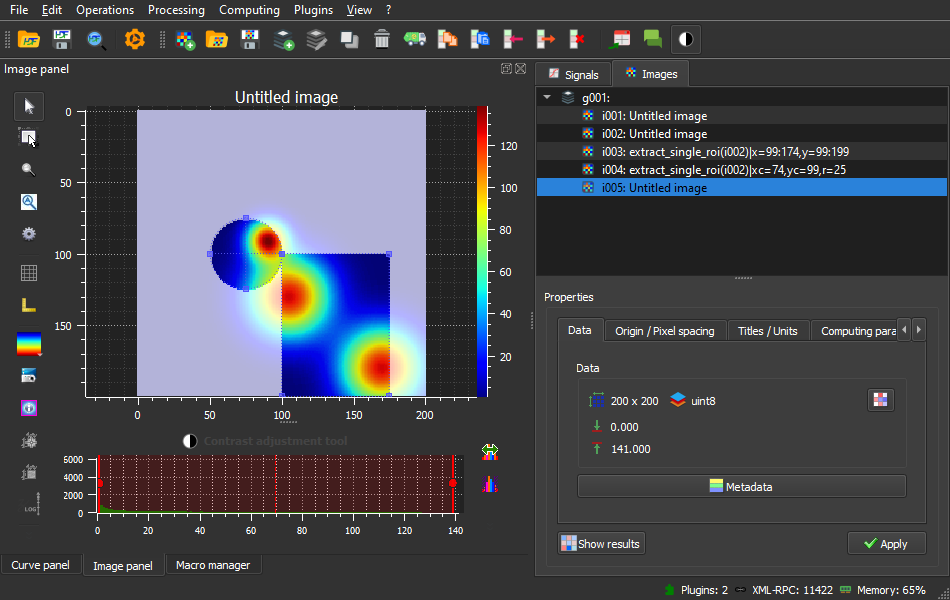 File Edit Operations Processing Computing Plugins View ?
Image panel
Untitled image
0
50
100
150
0 50 100 150 200
120
100
80
60
40
20
Contrast adjustment tool
6000
4000
2000
0
0 20 40 60 80 100 120 140
LOG
Curve panel Image panel Macro manager
Signals Images
g001:
i001: Untitled image
i002: Untitled image
i003: extract_single_roi(i002)|x=99:174,y=99:199
i004: extract_single_roi(i002)|xc=74,yc=99,r=25
i005: Untitled image
Properties
Data Origin / Pixel spacing Titles / Units Computing para
Data
200 x 200 uint8
0.000
141.000
Metadata
Show results Apply
Plugins: 2 XML-RPC: 11422 Memory: 65%